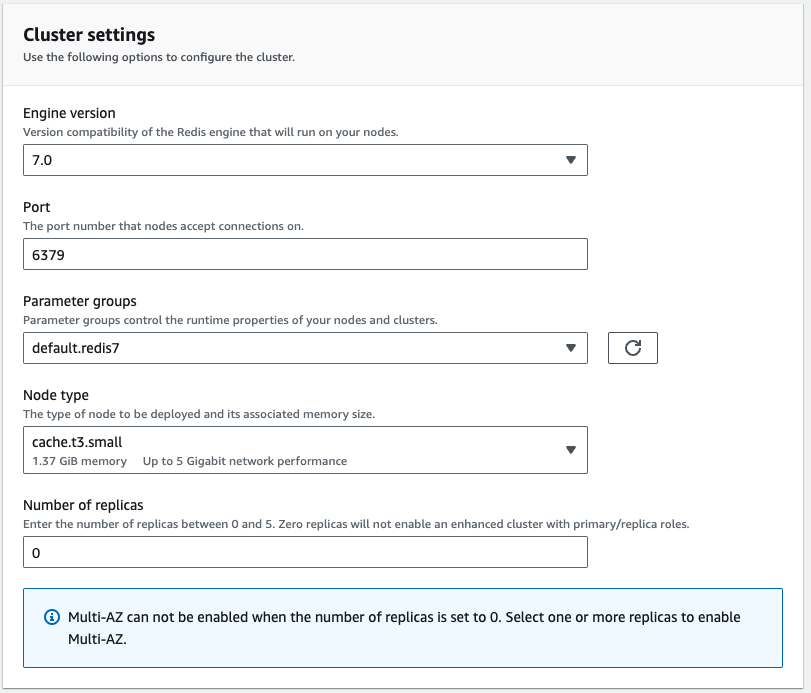 Cluster settings
Use the following options to configure the cluster.
Engine version
Version compatibility of the Redis engine that will run on your nodes.
7.0
Port
The port number that nodes accept connections on.
6379
Parameter groups
Parameter groups control the runtime properties of your nodes and clusters.
default.redis7
Node type
The type of node to be deployed and its associated memory size.
cache.t3.small
1.37 GiB memory Up to 5 Gigabit network performance
Number of replicas
Enter the number of replicas between 0 and 5. Zero replicas will not enable an enhanced cluster with primary/replica roles.
0
Multi-AZ can not be enabled when the number of replicas is set to 0. Select one or more replicas to enable
Multi-AZ.